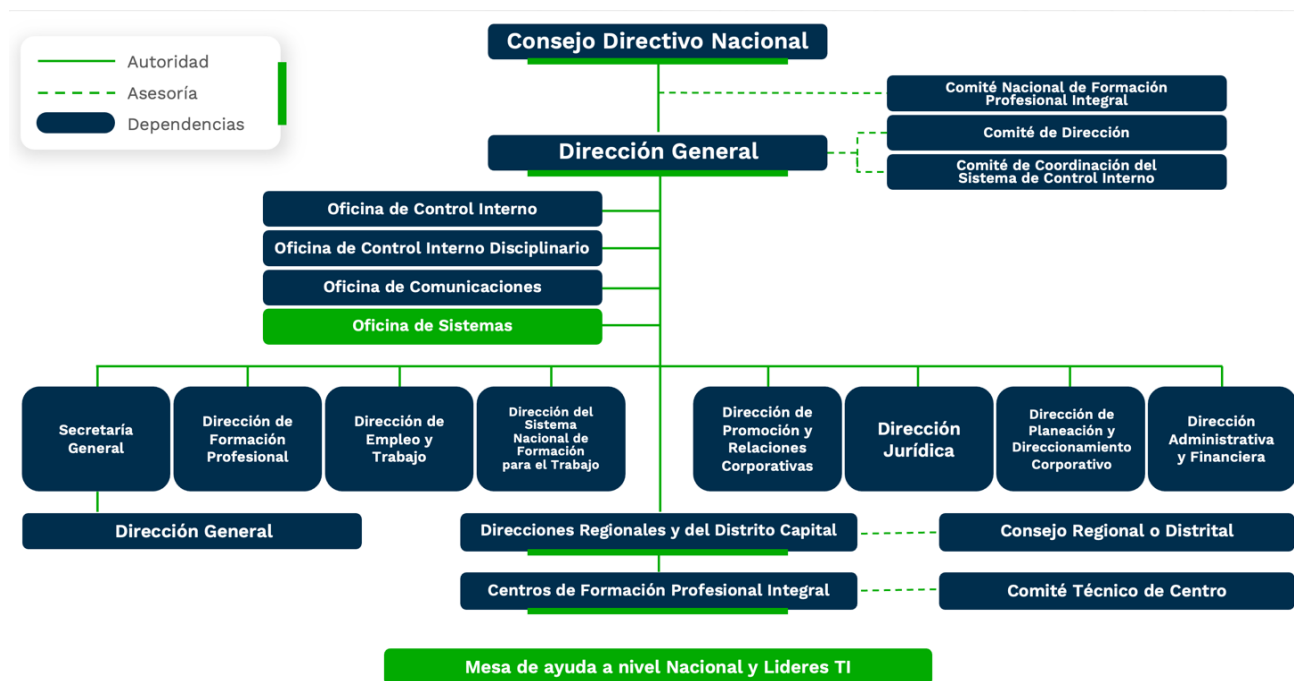 Consejo Directivo Nacional
Autoridad
Asesoría
Dependencias
Comité Nacional de Formación
Profesional Integral
Comité de Dirección
Dirección General
Comité de Coordinación del
Sistema de Control Interno
Oficina de Control Interno
Oficina de Control Interno Disciplinario
Oficina de Comunicaciones
Oficina de Sistemas
Secretaría
General
Dirección de
Formación
Profesional
Dirección de
Empleo y
Trabajo
Dirección del
Sistema
Nacional de
Formación
para el Trabajo
Dirección de
Promoción y
Relaciones
Corporativas
Dirección
Jurídica
Dirección de
Planeación y
Direccionamiento
Corporativo
Dirección
Administrativa
y Financiera
Dirección General
Direcciones Regionales y del Distrito Capital
Consejo Regional o Distrital
Centros de Formación Profesional Integral
Comité Técnico de Centro
Mesa de ayuda a nivel Nacional y Lideres TI